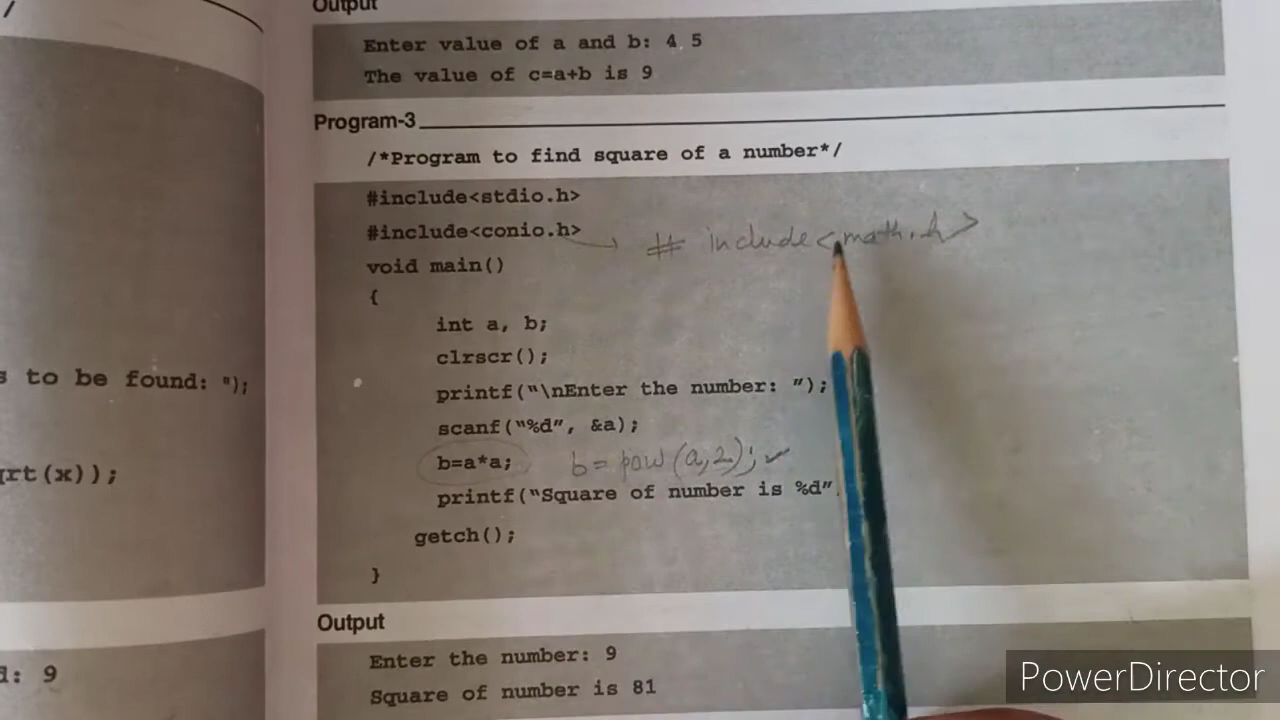 /
s to be found: ");
rt(x));
: 9
Output
Enter value of a and b: 4 5
The value of c=a+b is 9
Program-3
/*Program to find square of a number*/
#include<stdio.h>
#include<conio.h> # include<math.h>
void main()
{
int a, b;
clrscr();
printf("\nEnter the number: ");
scanf("%d", &a);
b=a*a; b=pow(a,2);
printf("Square of number is %d"
getch();
}
Output
Enter the number: 9
Square of number is 81
PowerDirector